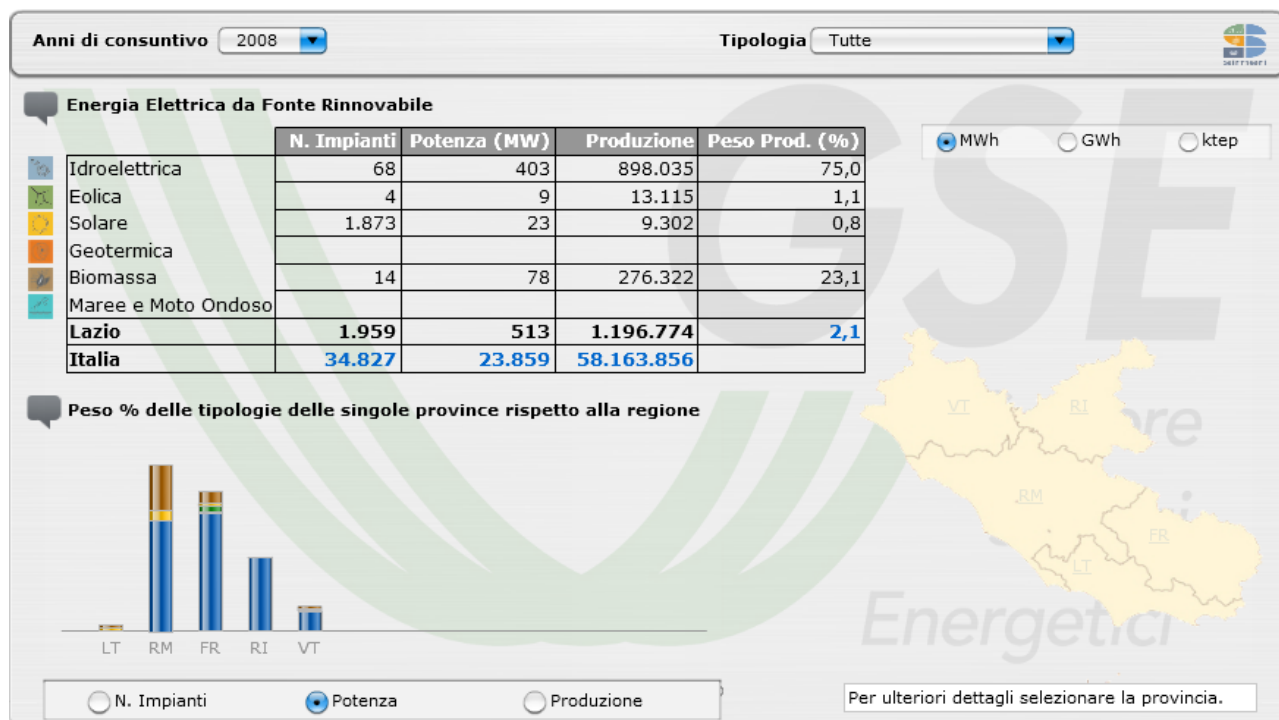 Anni di consuntivo 2008 Tipologia Tutte
Energia Elettrica da Fonte Rinnovabile
N. Impianti Potenza (MW) Produzione Peso Prod. (%)
MWh GWh ktep
Idroelettrica 68 403 898.035 75,0
Eolica 4 9 13.115 1,1
Solare 1.873 23 9.302 0,8
Geotermica
Biomassa 14 78 276.322 23,1
Maree e Moto Ondoso
Lazio 1.959 513 1.196.774 2,1
Italia 34.827 23.859 58.163.856
GSE
Peso % delle tipologie delle singole province rispetto alla regione
VT RI
RM
FR
LT
Energetici
LT RM FR RI VT
N. Impianti Potenza Produzione
Per ulteriori dettagli selezionare la provincia.